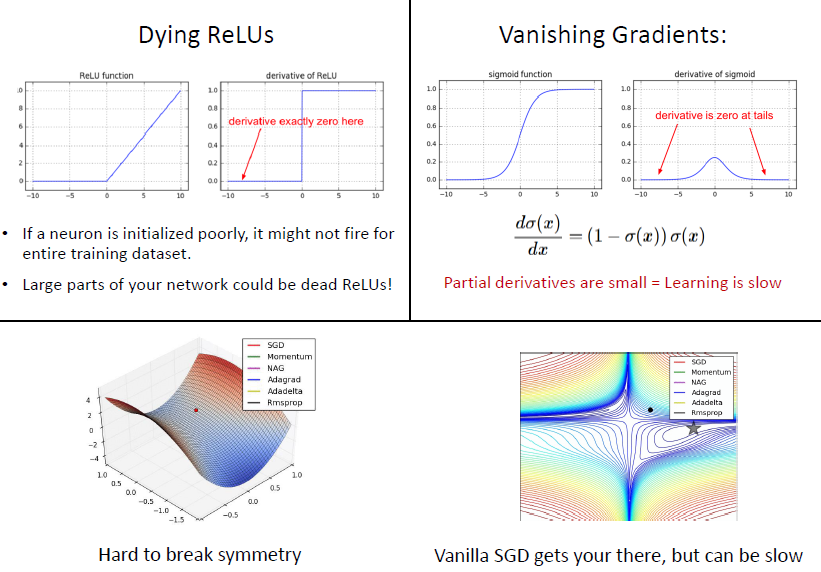 Dying ReLUs
ReLU function
.0
8
6
4
2
0
−10
−5
0
5
10
derivative of ReLU
1.0
0.8
0.6
0.4
0.2
0.0
derivative exactly zero here
−10
−5
0
5
10
• If a neuron is initialized poorly, it might not fire for
entire training dataset.
• Large parts of your network could be dead ReLUs!
Vanishing Gradients:
sigmoid function
1.0
0.8
0.6
0.4
0.2
0.0
−10
−5
0
5
10
derivative of sigmoid
1.0
0.8
0.6
0.4
0.2
0.0
derivative is zero at tails
−10
−5
0
5
10
dσ(x)/dx = (1 − σ(x)) σ(x)
Partial derivatives are small = Learning is slow
SGD
Momentum
NAG
Adagrad
Adadelta
Rmsprop
4
2
0
−2
−4
1.0
0.5
0.0
−0.5
−1.0
−1.5
−0.5
0.0
0.5
1.0
Hard to break symmetry
SGD
Momentum
NAG
Adagrad
Adadelta
Rmsprop
Vanilla SGD gets your there, but can be slow